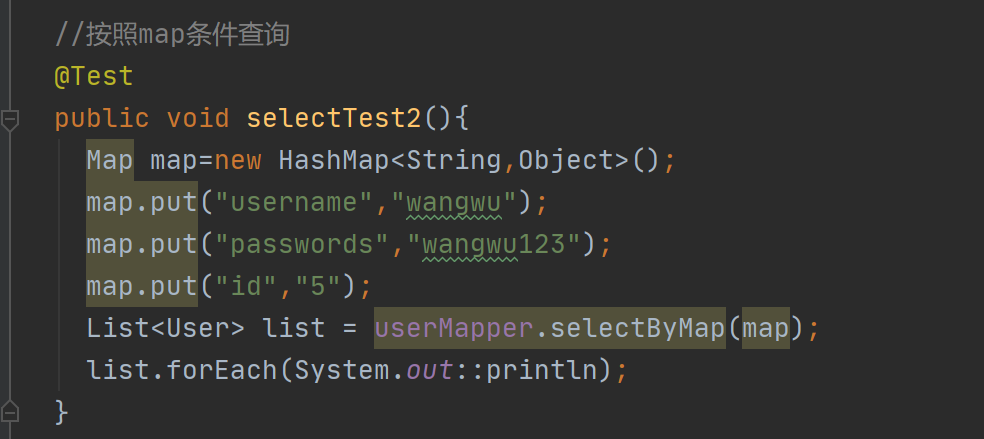 //按照map条件查询
@Test
public void selectTest2(){
Map map=new HashMap<String,Object>();
map.put("username","wangwu");
map.put("passwords","wangwu123");
map.put("id","5");
List<User> list = userMapper.selectByMap(map);
list.forEach(System.out::println);
}